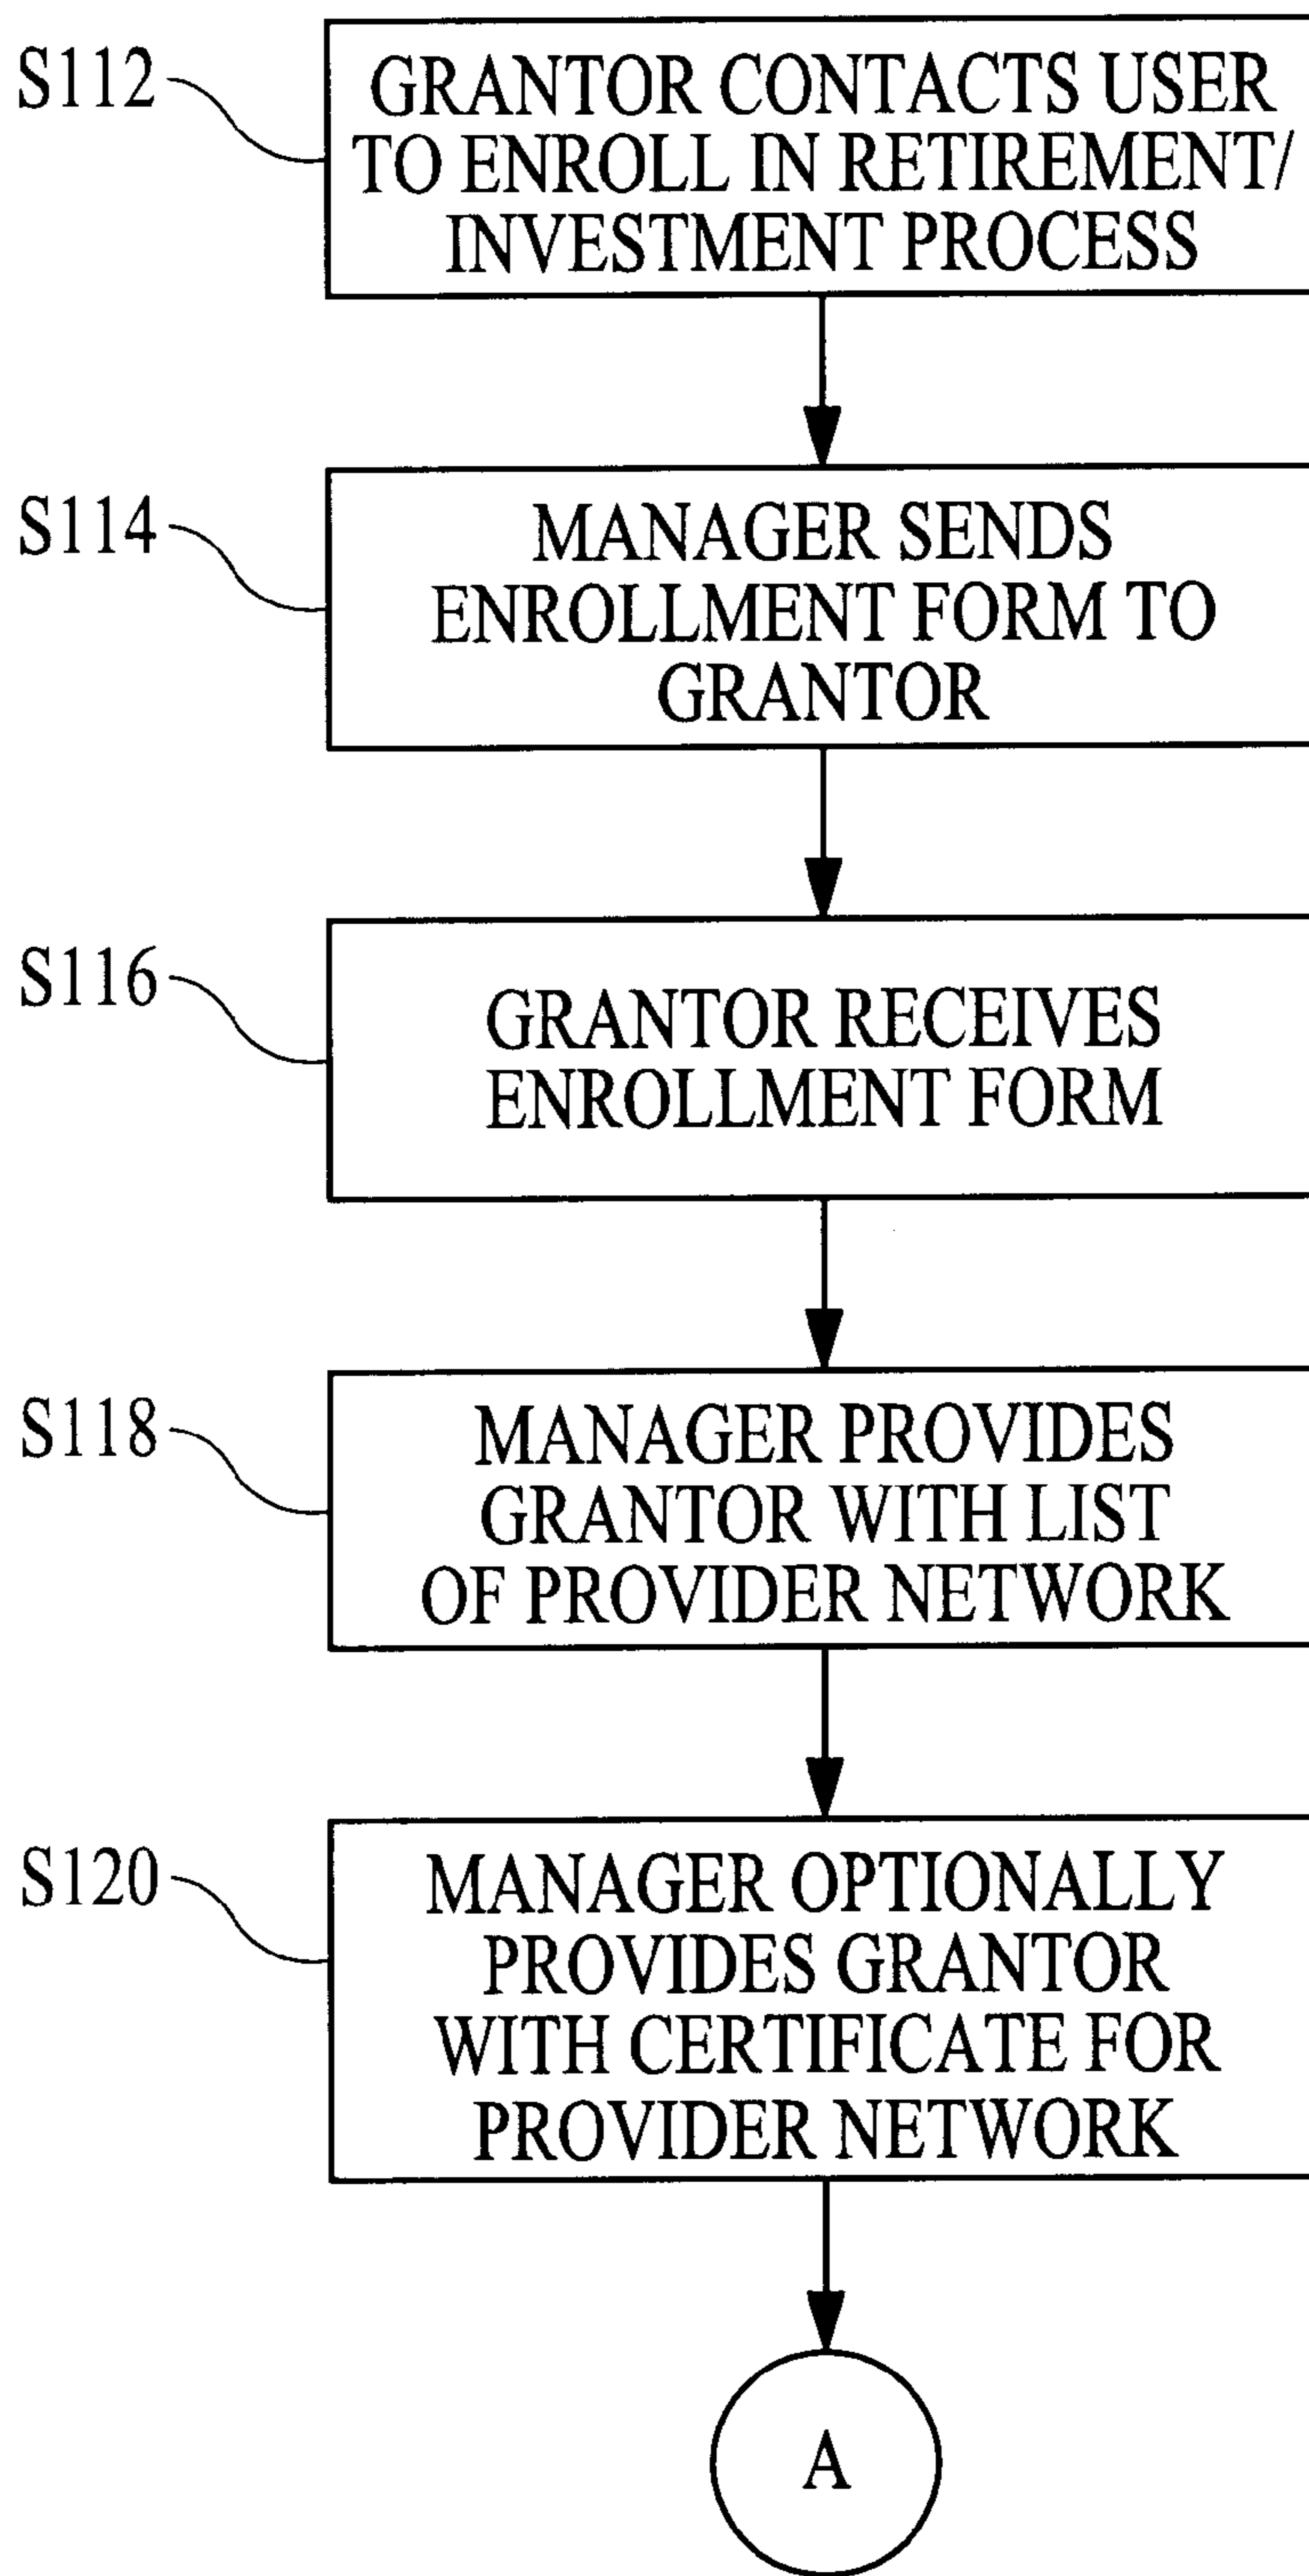 S112
GRANTOR CONTACTS USER
TO ENROLL IN RETIREMENT/
INVESTMENT PROCESS
S114
MANAGER SENDS
ENROLLMENT FORM TO
GRANTOR
S116
GRANTOR RECEIVES
ENROLLMENT FORM
S118
MANAGER PROVIDES
GRANTOR WITH LIST
OF PROVIDER NETWORK
S120
MANAGER OPTIONALLY
PROVIDES GRANTOR
WITH CERTIFICATE FOR
PROVIDER NETWORK
A